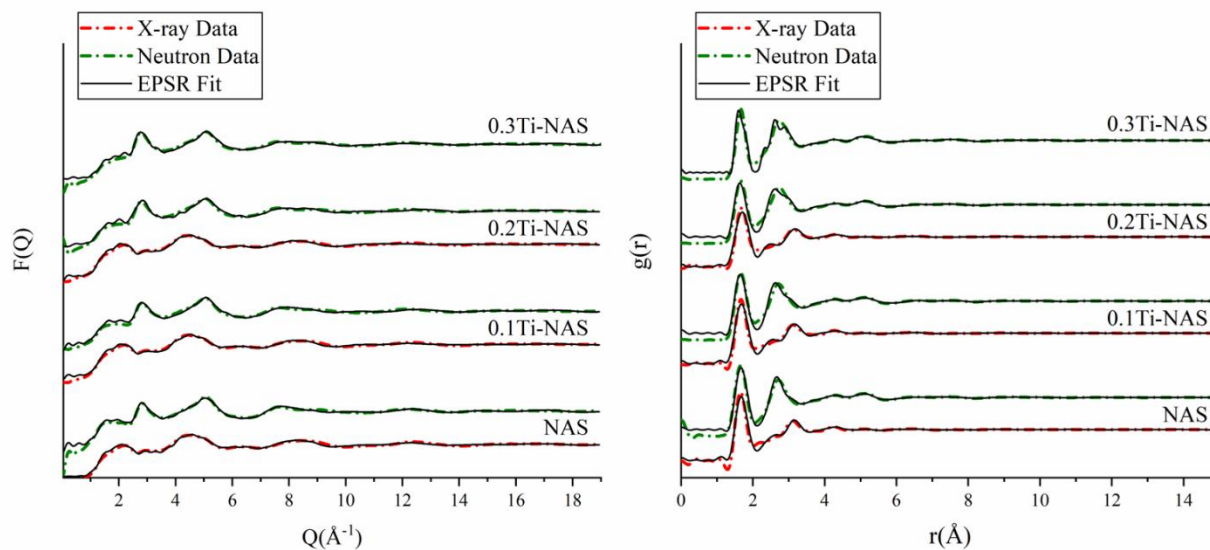 X-ray Data
Neutron Data
EPSR Fit
0.3Ti-NAS
0.2Ti-NAS
0.1Ti-NAS
NAS
F(Q)
2 4 6 8 10 12 14 16 18
Q(Å⁻¹)
X-ray Data
Neutron Data
EPSR Fit
0.3Ti-NAS
0.2Ti-NAS
0.1Ti-NAS
NAS
g(r)
0 2 4 6 8 10 12 14
r(Å)